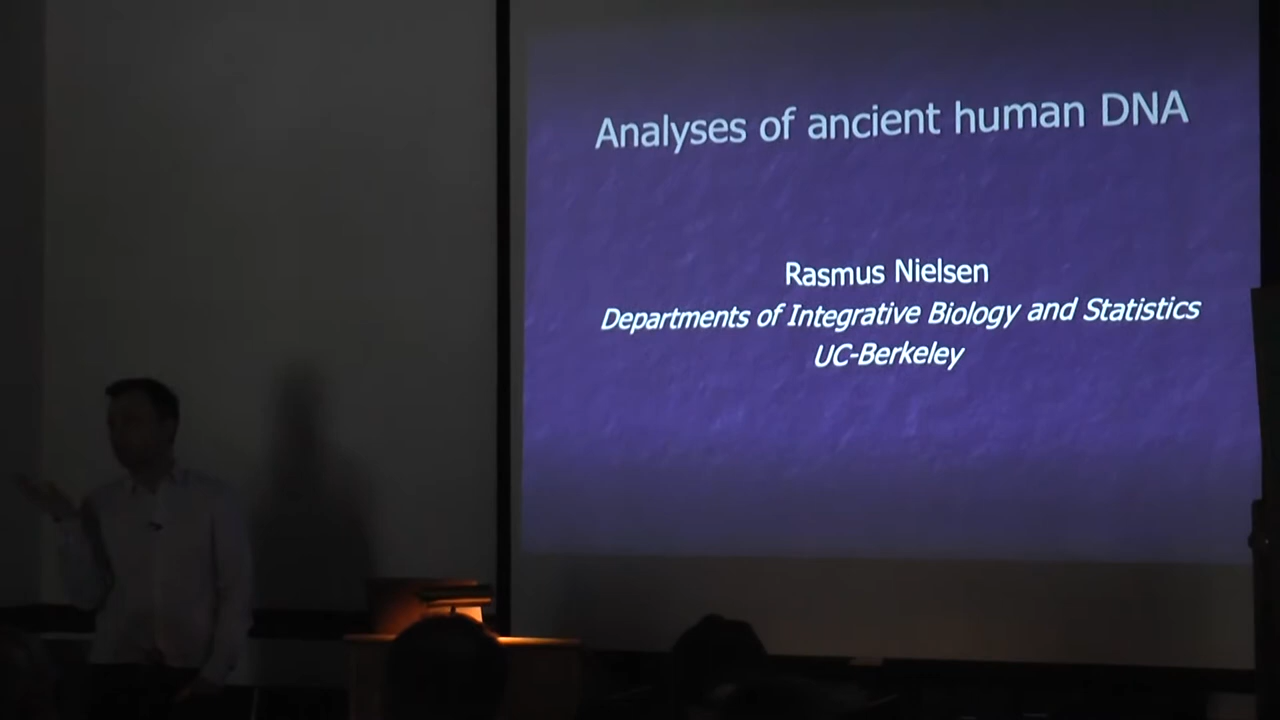 Analyses of ancient human DNA
Rasmus Nielsen
Departments of Integrative Biology and Statistics
UC-Berkeley